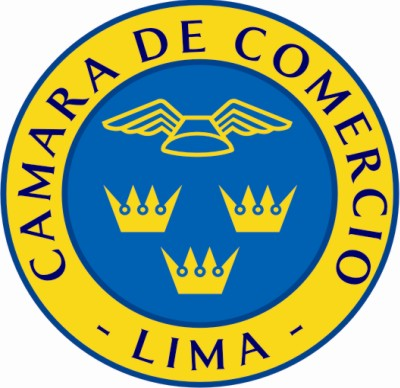 CAMARA DE COMERCIO
- LIMA -